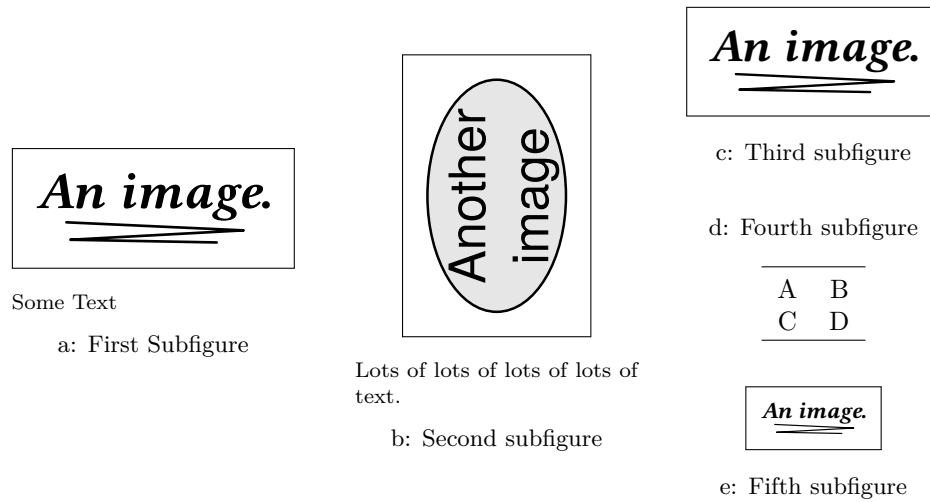 An image.
Some Text
a: First Subfigure
Another
image
Lots of lots of lots of lots of
text.
b: Second subfigure
An image.
c: Third subfigure
d: Fourth subfigure
A B
C D
An image.
e: Fifth subfigure